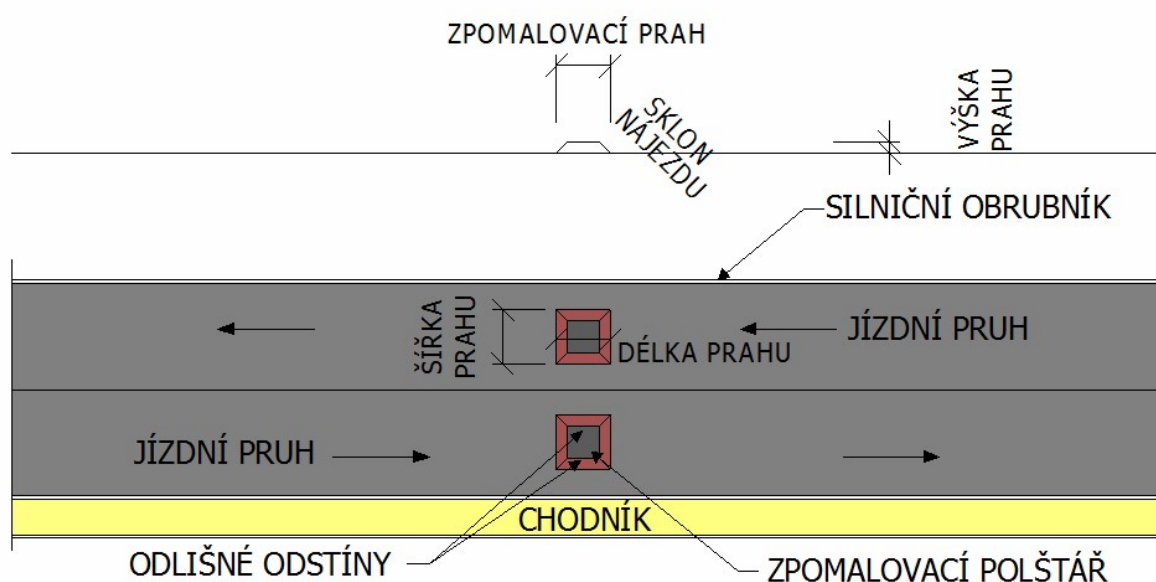 ZPOMALOVACÍ PRAH
SKLON
NÁJEZDU
VÝŠKA
PRAHU
SILNIČNÍ OBRUBNÍK
ŠÍŘKA
PRAHU
JÍZDNÍ PRUH
DÉLKA PRAHU
JÍZDNÍ PRUH
CHODNÍK
ODLIŠNÉ ODSTÍNY
ZPOMALOVACÍ POLŠTÁŘ